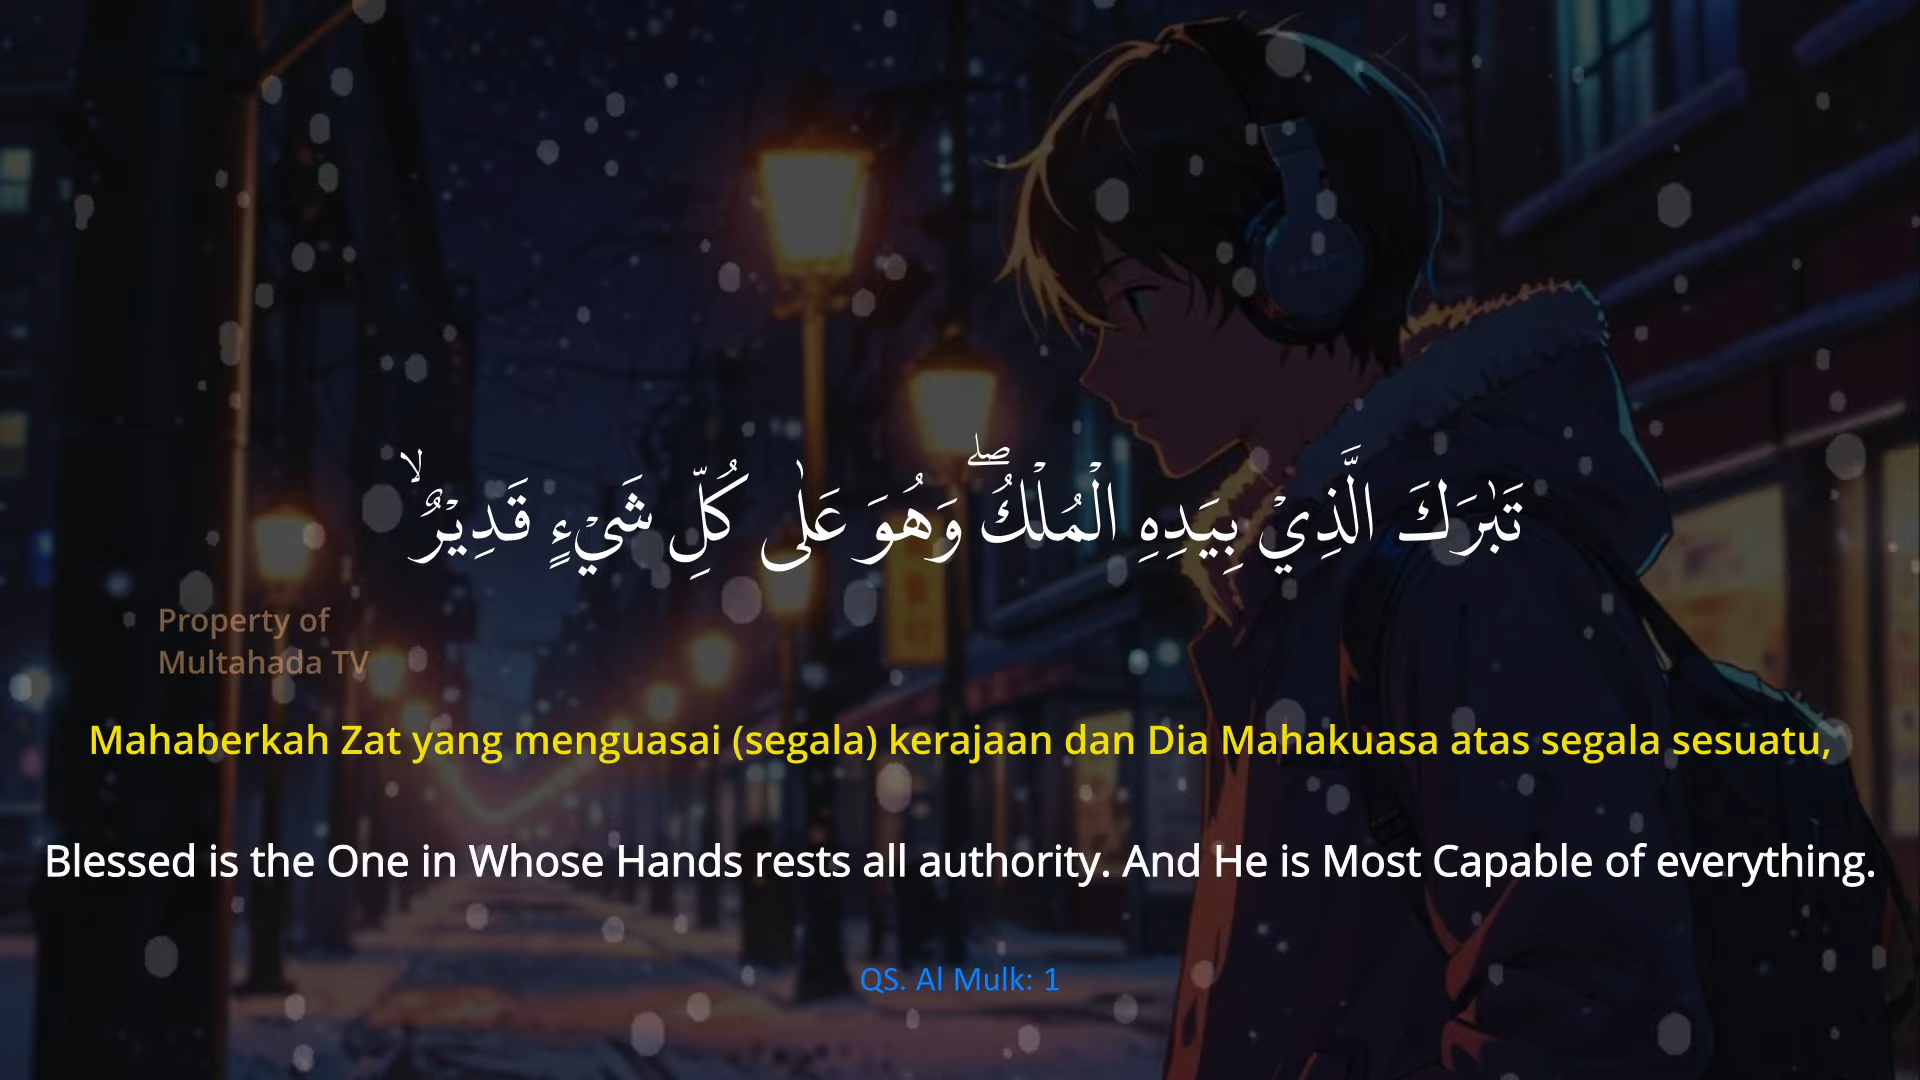 تَبٰرَكَ الَّذِيْ بِيَدِهِ الْمُلْكُۖ وَهُوَ عَلٰى كُلِّ شَيْءٍ قَدِيْرٌۙ
Property of
Multahada TV
Mahaberkah Zat yang menguasai (segala) kerajaan dan Dia Mahakuasa atas segala sesuatu,
Blessed is the One in Whose Hands rests all authority. And He is Most Capable of everything.
QS. Al Mulk: 1